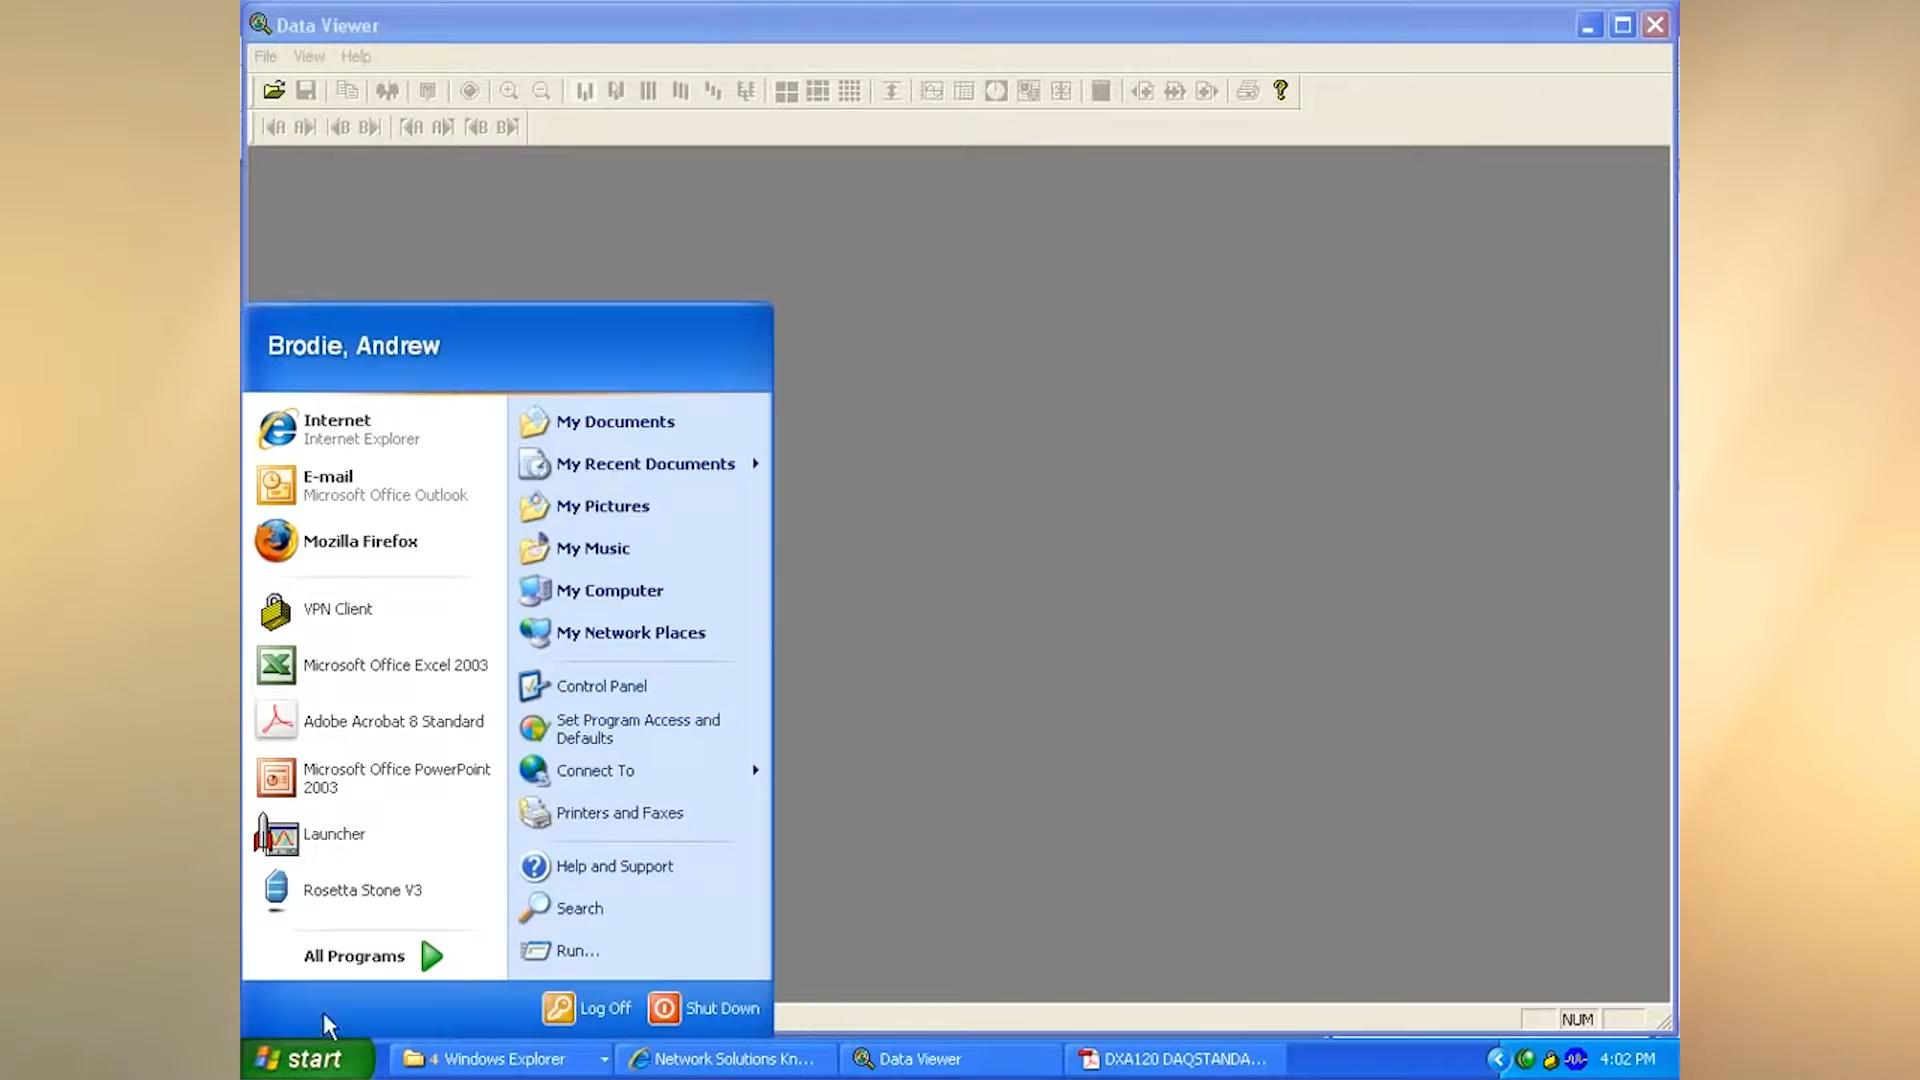 Data Viewer
File View Help
A A B B A A B B
Brodie, Andrew
Internet
Internet Explorer
E-mail
Microsoft Office Outlook
Mozilla Firefox
VPN Client
Microsoft Office Excel 2003
Adobe Acrobat 8 Standard
Microsoft Office PowerPoint
2003
Launcher
Rosetta Stone V3
All Programs
My Documents
My Recent Documents
My Pictures
My Music
My Computer
My Network Places
Control Panel
Set Program Access and
Defaults
Connect To
Printers and Faxes
Help and Support
Search
Run...
Log Off
Shut Down
NUM
start
4 Windows Explorer
Network Solutions Kn...
Data Viewer
DXA120 DAQSTANDA...
4:02 PM